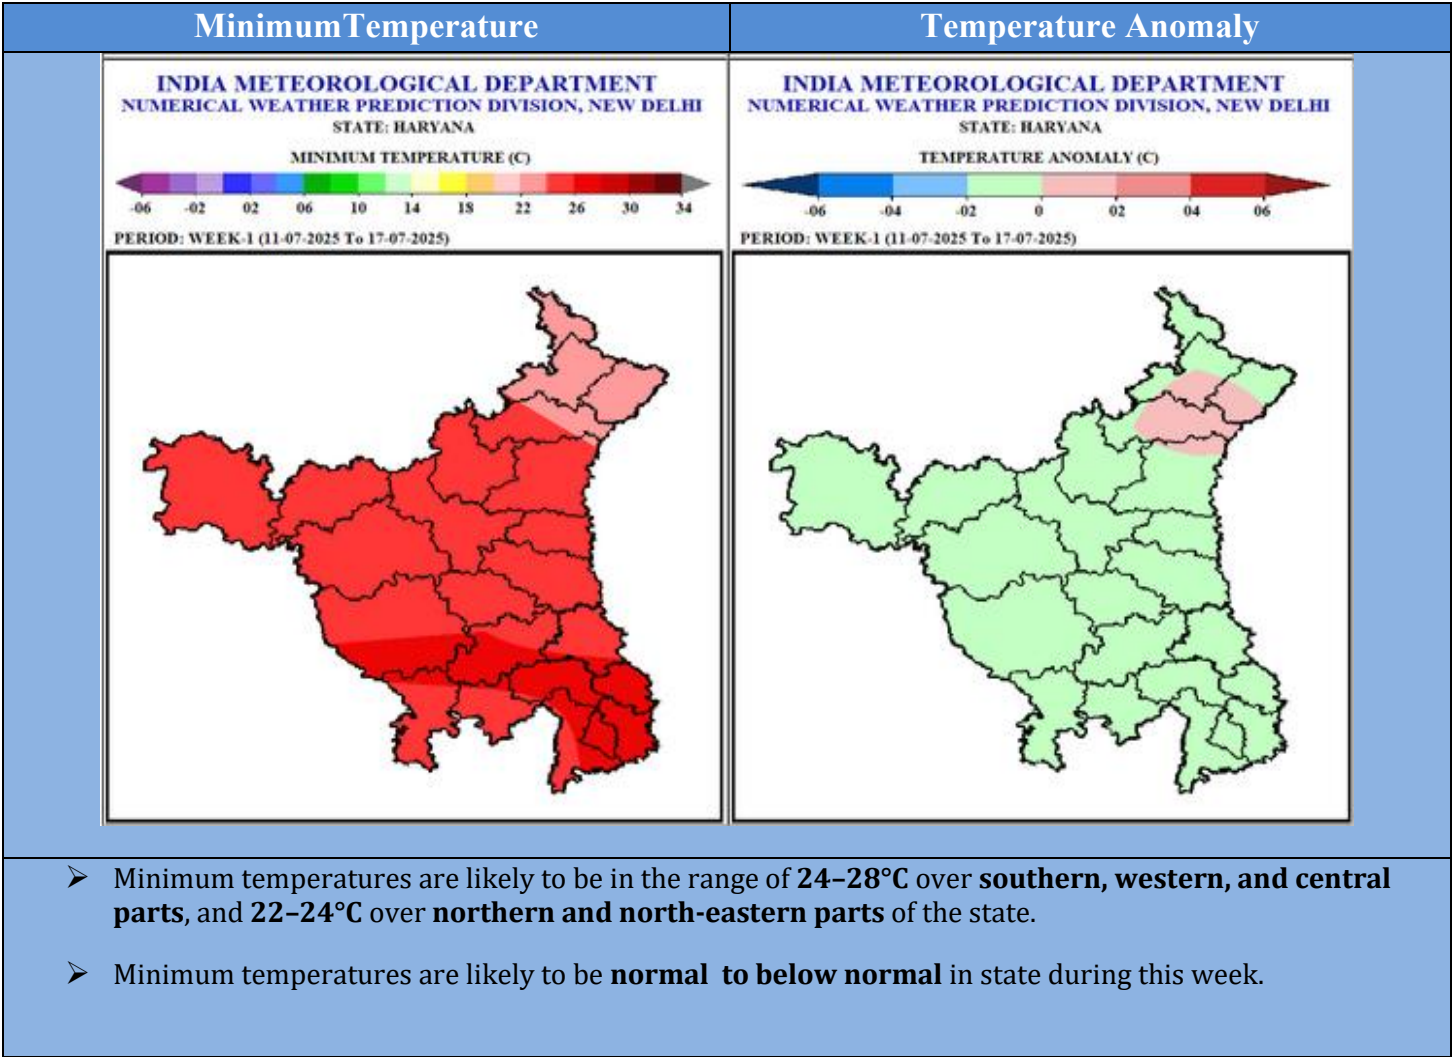 MinimumTemperature
Temperature Anomaly
INDIA METEOROLOGICAL DEPARTMENT
NUMERICAL WEATHER PREDICTION DIVISION, NEW DELHI
STATE: HARYANA
MINIMUM TEMPERATURE (C)
-06 -02 02 06 10 14 18 22 26 30 34
PERIOD: WEEK-1 (11-07-2025 To 17-07-2025)
INDIA METEOROLOGICAL DEPARTMENT
NUMERICAL WEATHER PREDICTION DIVISION, NEW DELHI
STATE: HARYANA
TEMPERATURE ANOMALY (C)
-06 -04 -02 0 02 04 06
PERIOD: WEEK-1 (11-07-2025 To 17-07-2025)
➢ Minimum temperatures are likely to be in the range of 24–28°C over southern, western, and central
parts, and 22–24°C over northern and north-eastern parts of the state.
➢ Minimum temperatures are likely to be normal to below normal in state during this week.